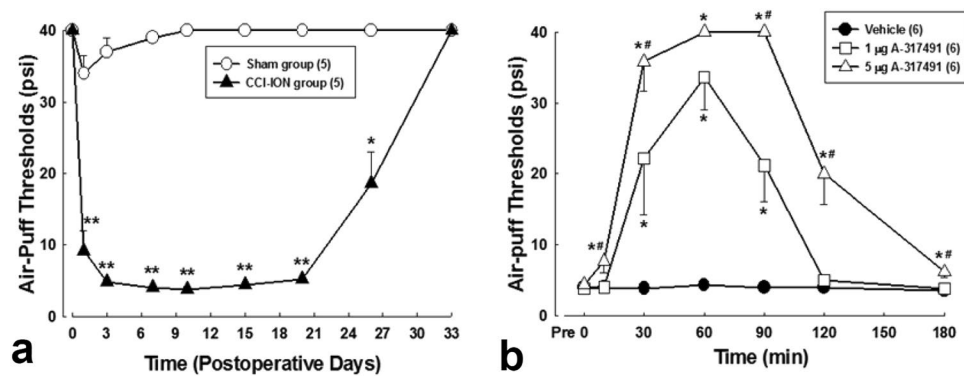 40
30
20
10
0
Air-Puff Thresholds (psi)
Sham group (5)
CCI-ION group (5)
**
**
**
**
**
**
*
0 3 6 9 12 15 18 21 24 27 30 33
Time (Postoperative Days)
a
40
30
20
10
0
Air-puff Thresholds (psi)
Vehicle (6)
1 µg A-317491 (6)
5 µg A-317491 (6)
*#
*#
*
*#
*#
*#
*
*
*
Pre 0 30 60 90 120 180
Time (min)
b